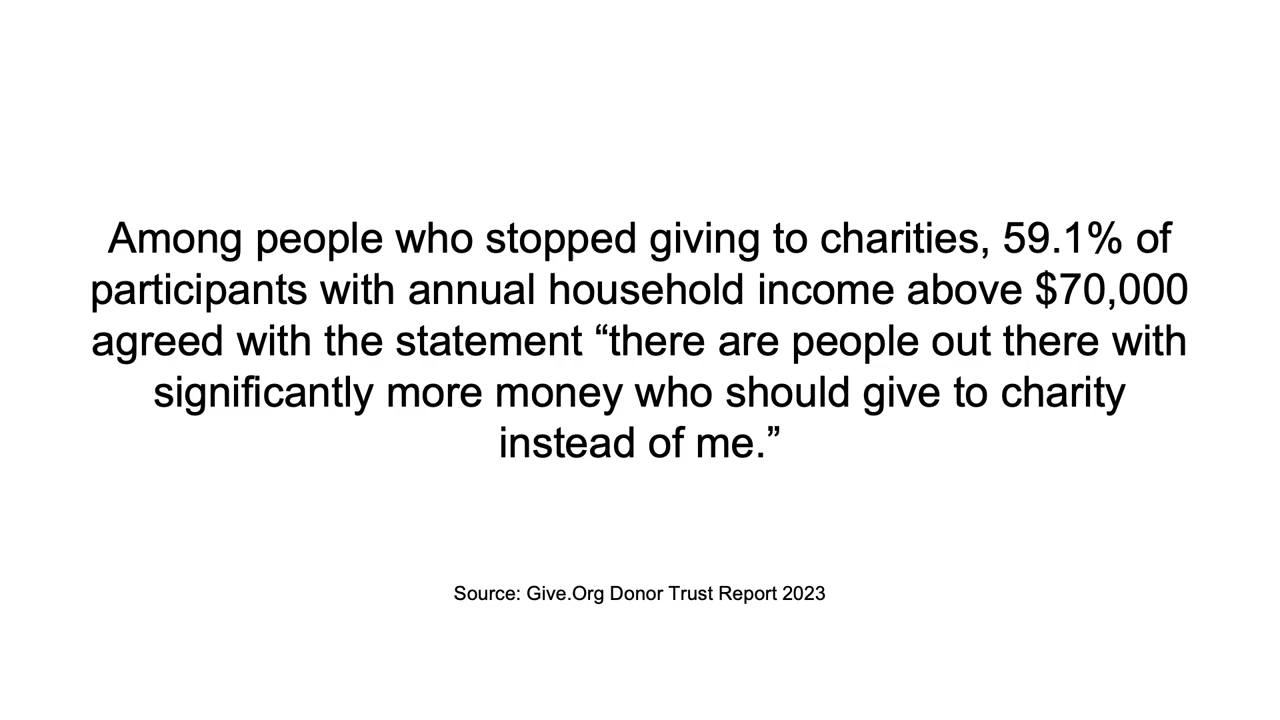 Among people who stopped giving to charities, 59.1% of
participants with annual household income above $70,000
agreed with the statement “there are people out there with
significantly more money who should give to charity
instead of me.”
Source: Give.Org Donor Trust Report 2023